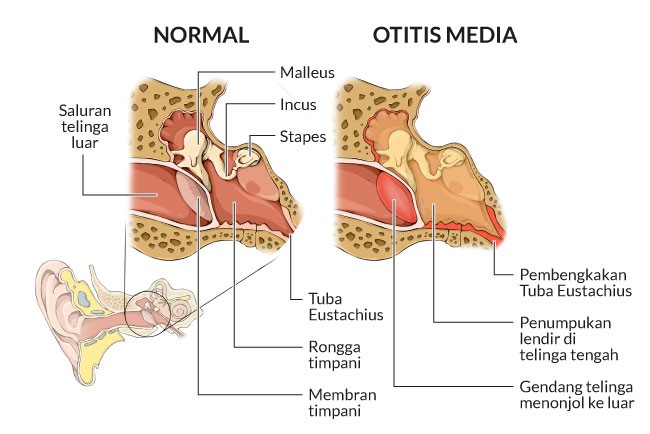 NORMAL
OTITIS MEDIA
Malleus
Incus
Stapes
Saluran
telinga
luar
Tuba
Eustachius
Rongga
timpani
Membran
timpani
Pembengkakan
Tuba Eustachius
Penumpukan
lendir di
telinga tengah
Gendang telinga
menonjol ke luar